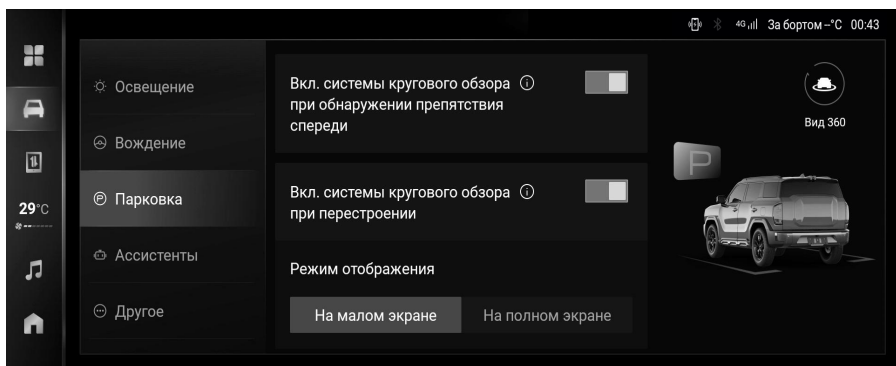 4G За бортом --°C 00:43
Освещение
Вождение
Парковка
Ассистенты
Другое
29°C
Вкл. системы кругового обзора
при обнаружении препятствия
спереди
Вкл. системы кругового обзора
при перестроении
Режим отображения
На малом экране На полном экране
Вид 360
P